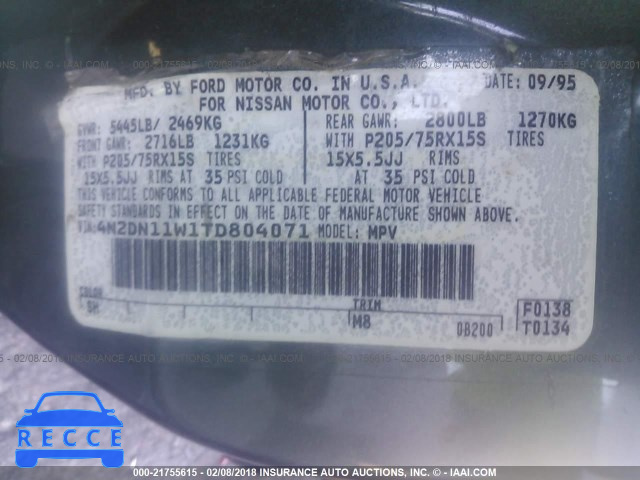 MFD. BY FORD MOTOR CO. IN U.S.A. DATE: 09/95
FOR NISSAN MOTOR CO., LTD.
GVWR: 5445LB/ 2469KG
FRONT GAWR: 2716LB 1231KG
WITH P205/75RX15S TIRES
15X5.5JJ RIMS AT 35 PSI COLD
REAR GAWR: 2800LB 1270KG
WITH P205/75RX15S TIRES
15X5.5JJ RIMS
AT 35 PSI COLD
THIS VEHICLE CONFORMS TO ALL APPLICABLE FEDERAL MOTOR VEHICLE
SAFETY STANDARDS IN EFFECT ON THE DATE OF MANUFACTURE SHOWN ABOVE.
VIN: 4N2DN11W1TD804071 MODEL: MPV
COLOR TRIM
SH M8 DB200
F0138
T0134
RECCE
000-21755615 - 02/08/2018 INSURANCE AUTO AUCTIONS, INC. © - IAAI.COM